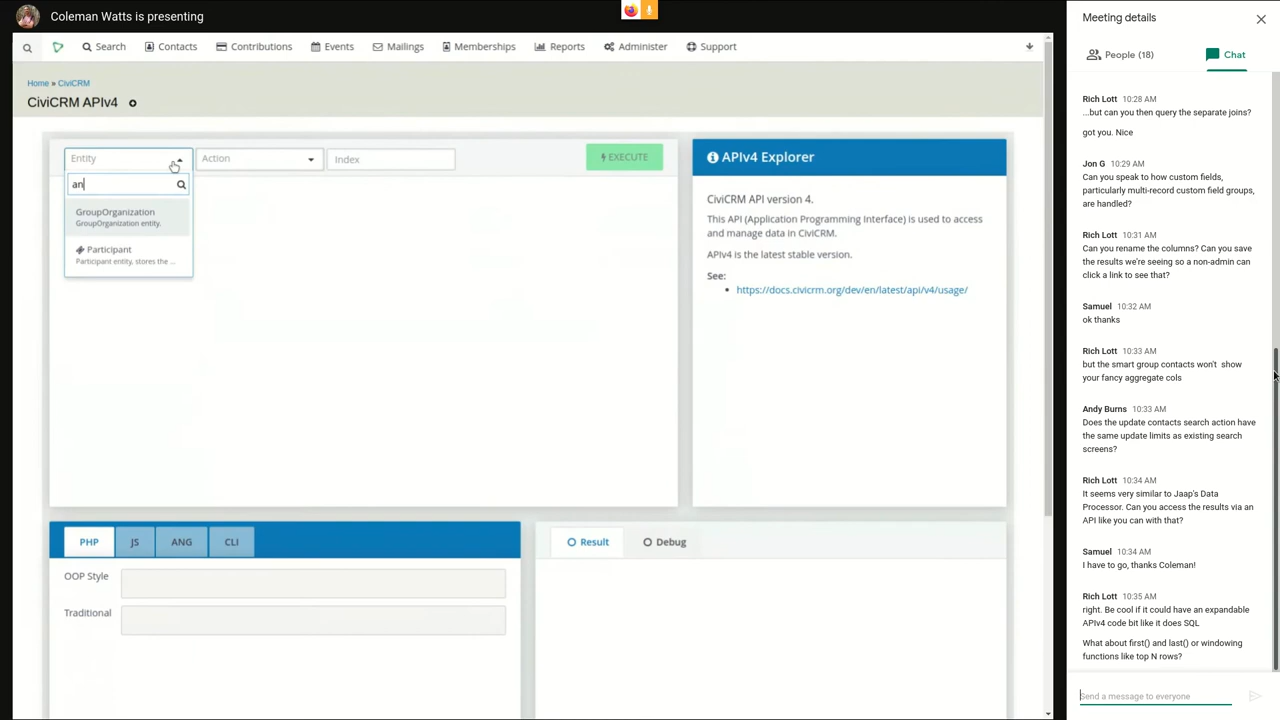 Coleman Watts is presenting
Search
Contacts
Contributions
Events
Mailings
Memberships
Reports
Administer
Support
Home » CiviCRM
CiviCRM APIv4
Entity
Action
Index
EXECUTE
an
GroupOrganization
GroupOrganization entity.
Participant
Participant entity, stores the ...
APIv4 Explorer
CiviCRM API version 4.
This API (Application Programming Interface) is used to access
and manage data in CiviCRM.
APIv4 is the latest stable version.
See:
https://docs.civicrm.org/dev/en/latest/api/v4/usage/
PHP
JS
ANG
CLI
OOP Style
Traditional
Result
Debug
Meeting details
People (18)
Chat
Rich Lott 10:28 AM
...but can you then query the separate joins?
got you. Nice
Jon G 10:29 AM
Can you speak to how custom fields,
particularly multi-record custom field groups,
are handled?
Rich Lott 10:31 AM
Can you rename the columns? Can you save
the results we're seeing so a non-admin can
click a link to see that?
Samuel 10:32 AM
ok thanks
Rich Lott 10:33 AM
but the smart group contacts won't show
your fancy aggregate cols
Andy Burns 10:33 AM
Does the update contacts search action have
the same update limits as existing search
screens?
Rich Lott 10:34 AM
It seems very similar to Jaap's Data
Processor. Can you access the results via an
API like you can with that?
Samuel 10:34 AM
I have to go, thanks Coleman!
Rich Lott 10:35 AM
right. Be cool if it could have an expandable
APIv4 code bit like it does SQL
What about first() and last() or windowing
functions like top N rows?
Send a message to everyone